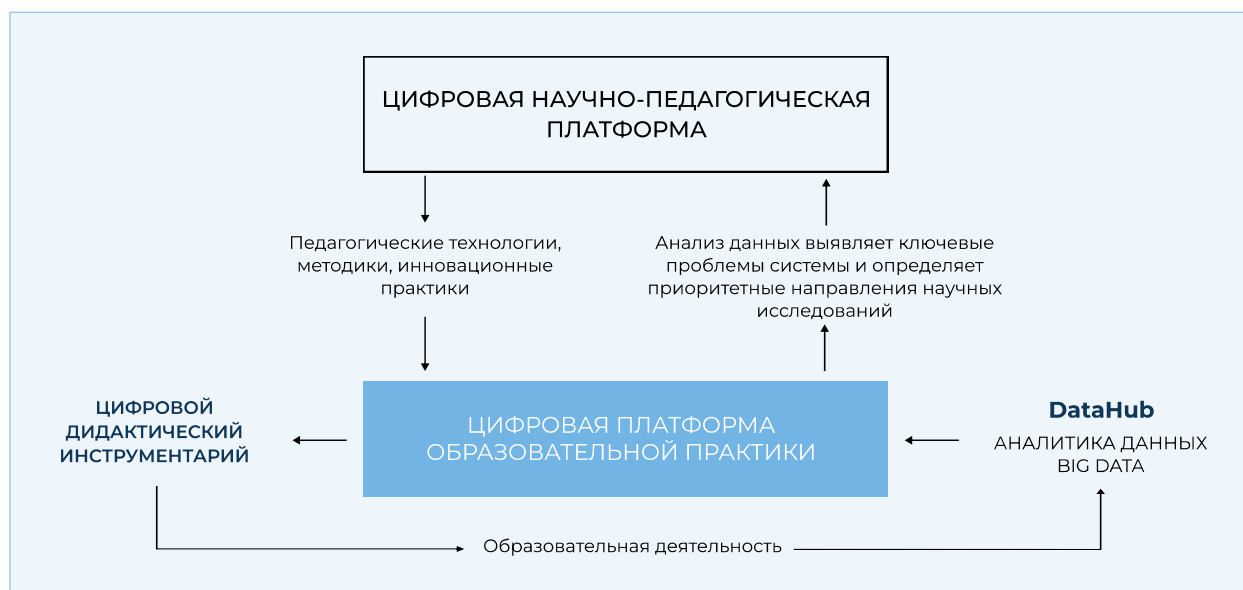 ЦИФРОВАЯ НАУЧНО-ПЕДАГОГИЧЕСКАЯ
ПЛАТФОРМА
Педагогические технологии,
методики, инновационные
практики
Анализ данных выявляет ключевые
проблемы системы и определяет
приоритетные направления научных
исследований
ЦИФРОВОЙ
ДИДАКТИЧЕСКИЙ
ИНСТРУМЕНТАРИЙ
ЦИФРОВАЯ ПЛАТФОРМА
ОБРАЗОВАТЕЛЬНОЙ ПРАКТИКИ
DataHub
АНАЛИТИКА ДАННЫХ
BIG DATA
Образовательная деятельность